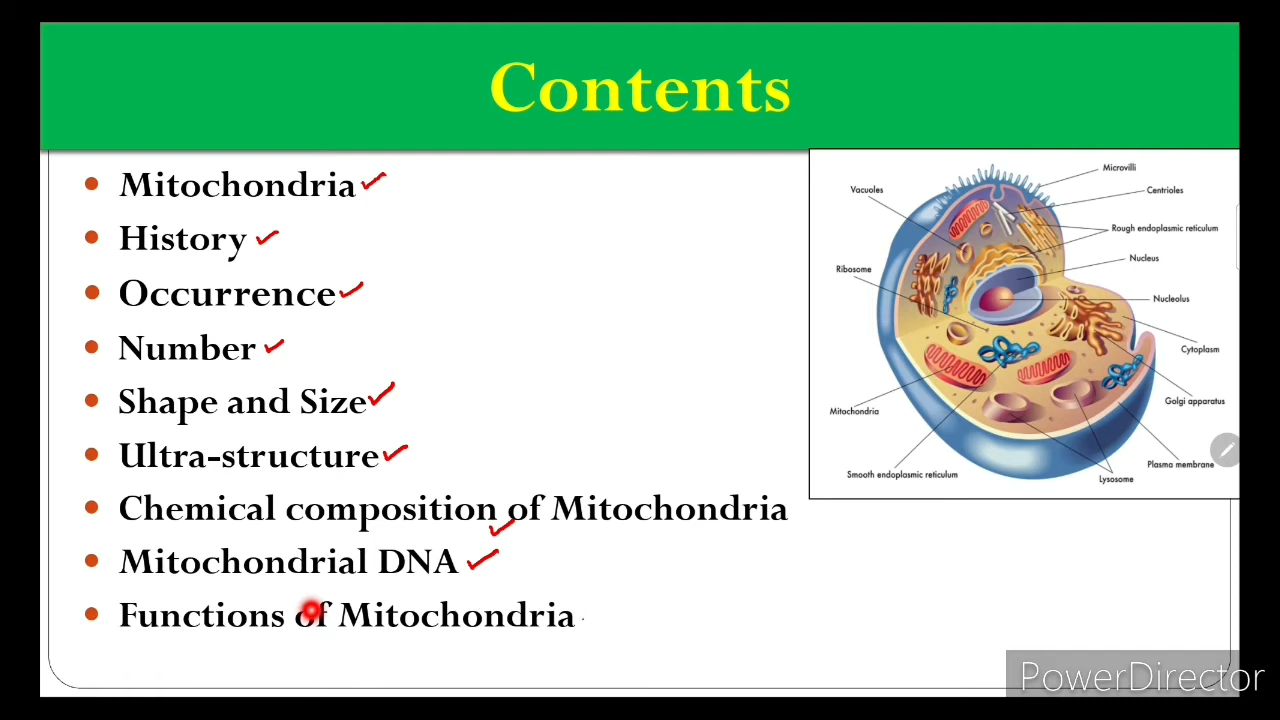 Contents
Mitochondria
History
Occurrence
Number
Shape and Size
Ultra-structure
Chemical composition of Mitochondria
Mitochondrial DNA
Functions of Mitochondria
Microvilli
Vacuoles
Centrioles
Rough endoplasmic reticulum
Nucleus
Ribosome
Nucleolus
Cytoplasm
Golgi apparatus
Mitochondria
Plasma membrane
Smooth endoplasmic reticulum
Lysosome
PowerDirector